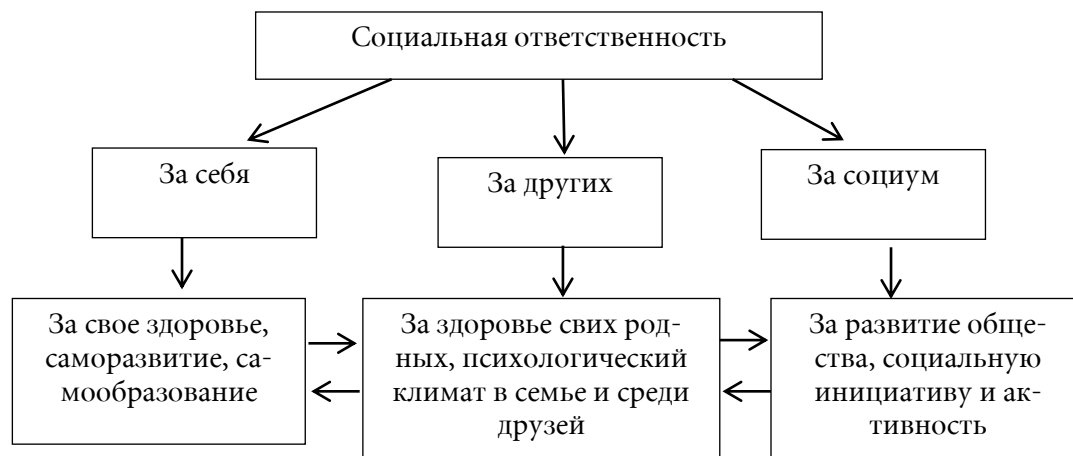 Социальная ответственность
За себя
За других
За социум
За свое здоровье,
саморазвитие, са-
мообразование
За здоровье свих род-
ных, психологический
климат в семье и среди
друзей
За развитие обще-
ства, социальную
инициативу и ак-
тивность